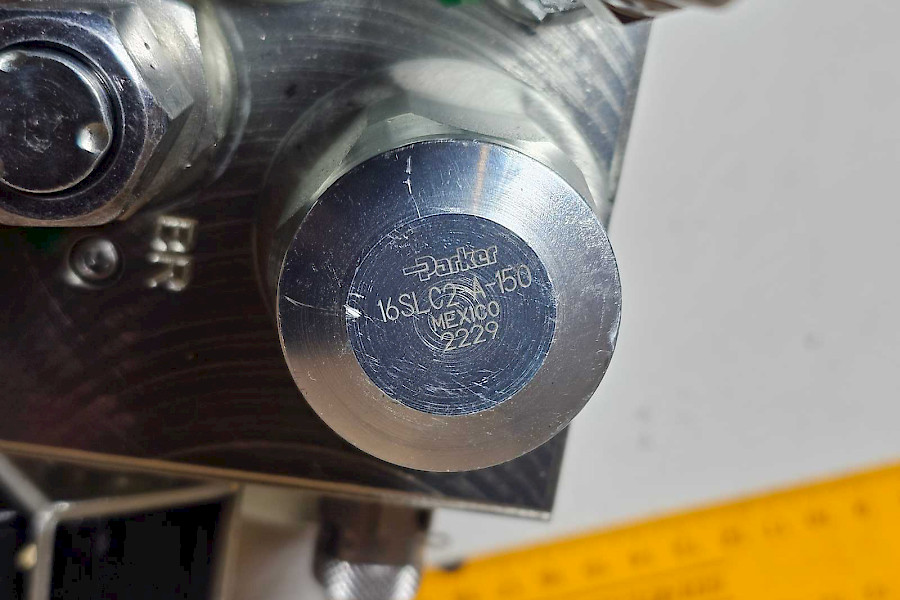 Parker
16SLC2-A-150
MEXICO
2229